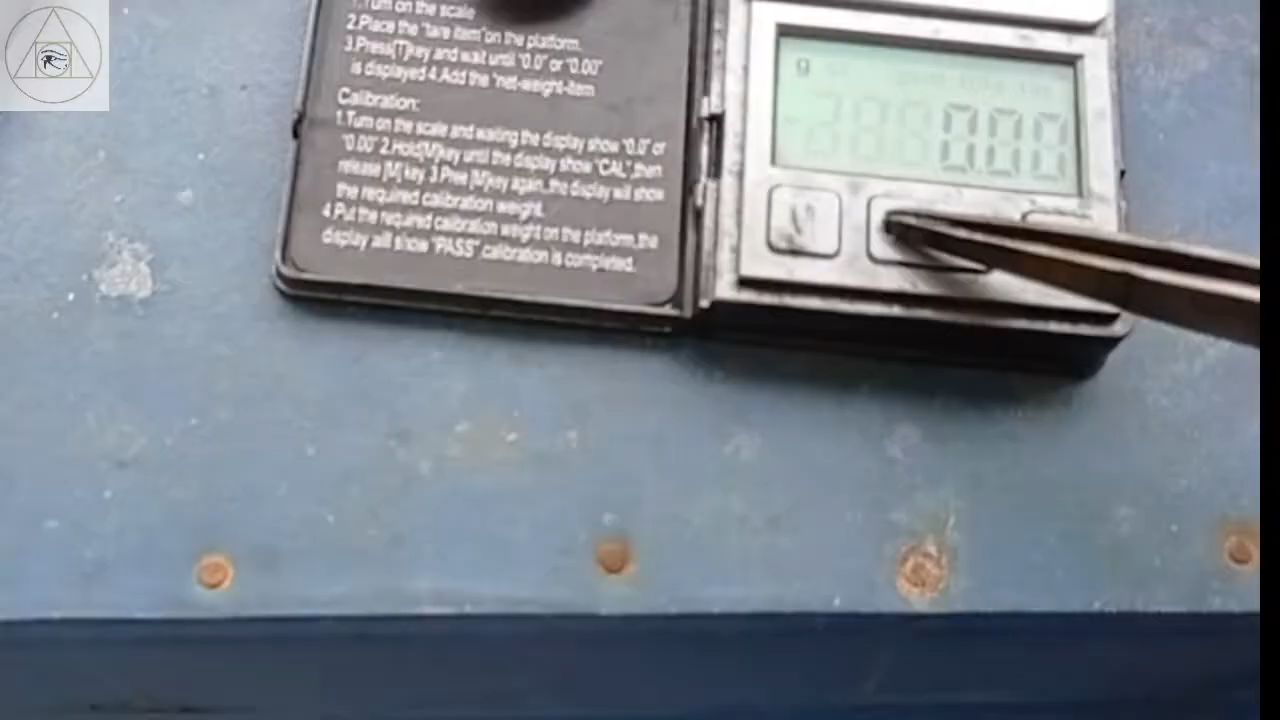 1.Turn on the scale
2.Place the "tare item" on the platform.
3.Press[T]key and wait until "0.0" or "0.00"
is displayed 4.Add the "net-weight-item
Calibration:
1.Turn on the scale and waiting the display show "0.0" or
"0.00" 2.Hold[M]key until the display show "CAL",then
release [M] key. 3.Pree [M]key again,the display will show
the required calibration weight.
4.Put the required calibration weight on the platform,the
display will show "PASS",calibration is completed.
g
0.00